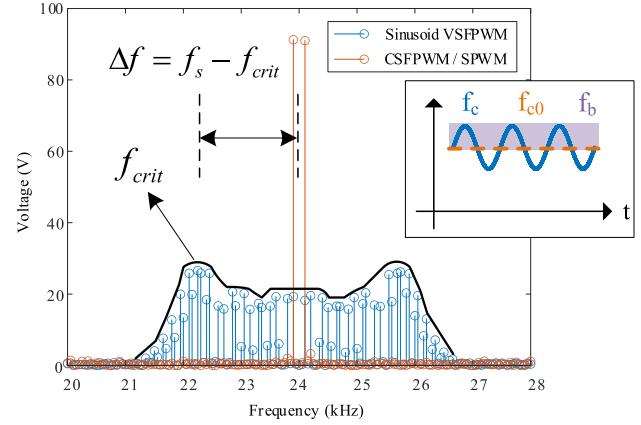 100
80
60
40
20
0
Voltage (V)
20
21
22
23
24
25
26
27
28
Frequency (kHz)
Δf = f_s − f_crit
f_crit
Sinusoid VSFPWM
CSFPWM / SPWM
f_c f_c0 f_b
t